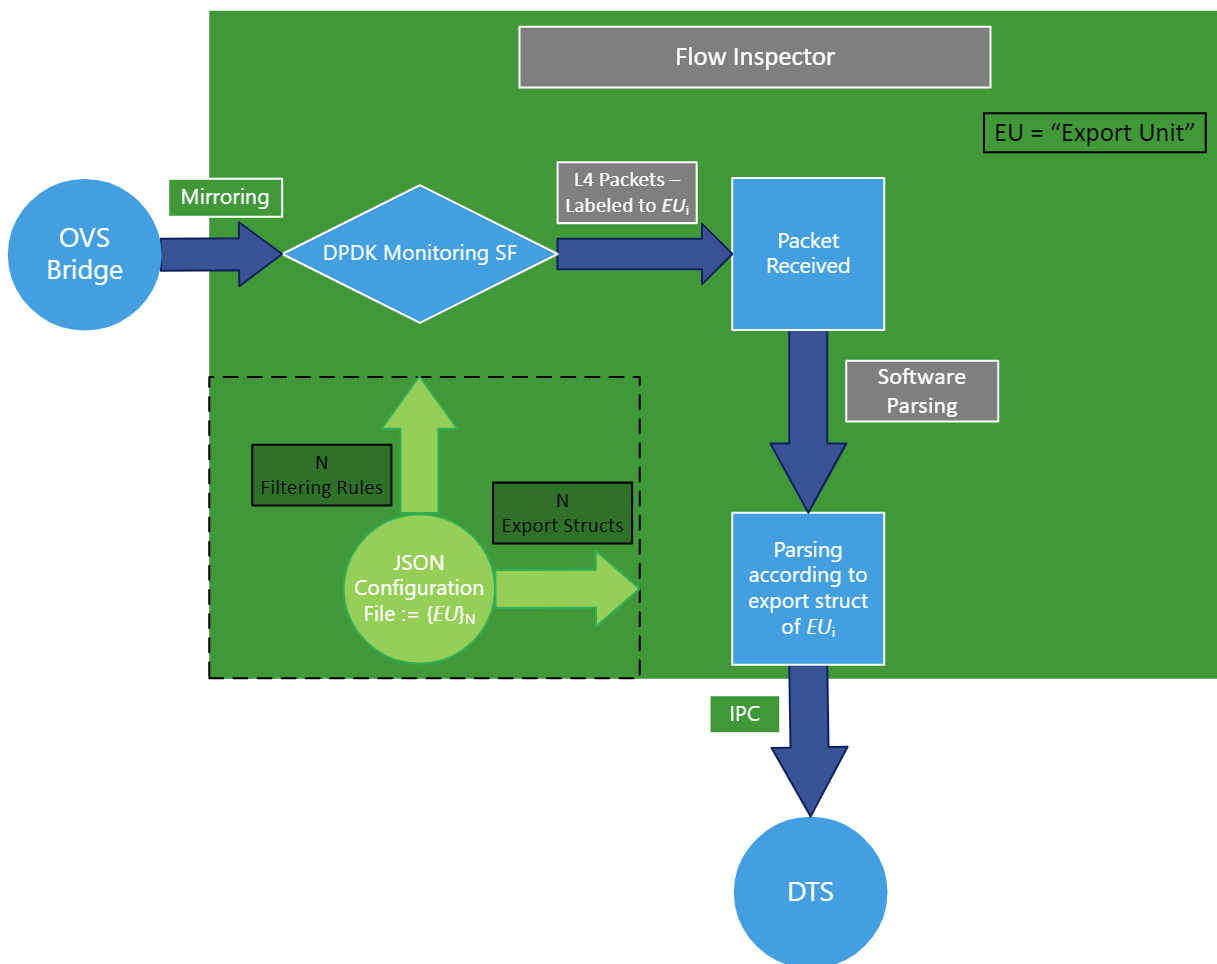 Flow Inspector
EU = “Export Unit”
Mirroring
L4 Packets –
Labeled to EUi
OVS
Bridge
DPDK Monitoring SF
Packet
Received
Software
Parsing
N
Filtering Rules
N
Export Structs
JSON
Configuration
File := {EU}N
Parsing
according to
export struct
of EUi
IPC
DTS